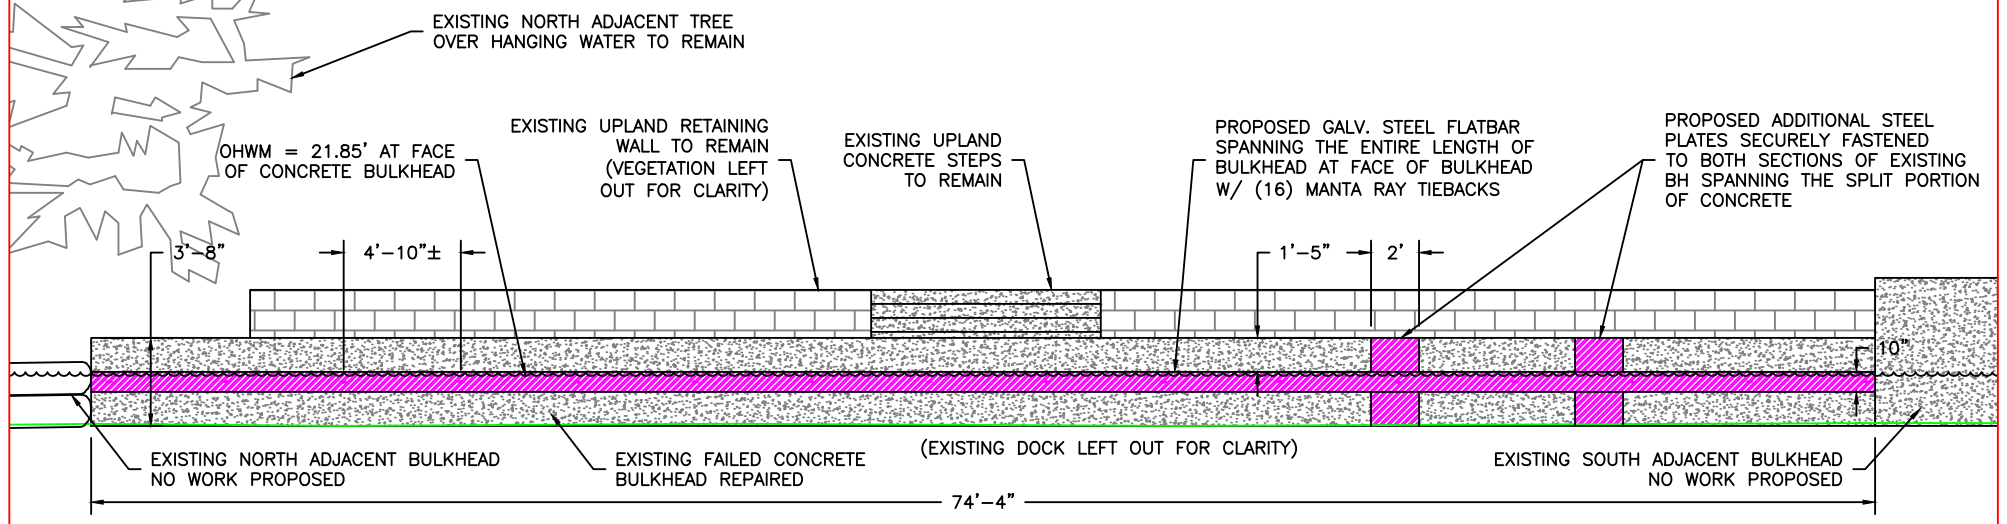 EXISTING NORTH ADJACENT TREE
OVER HANGING WATER TO REMAIN
OHWM = 21.85' AT FACE
OF CONCRETE BULKHEAD
EXISTING UPLAND RETAINING
WALL TO REMAIN
(VEGETATION LEFT
OUT FOR CLARITY)
EXISTING UPLAND
CONCRETE STEPS
TO REMAIN
PROPOSED GALV. STEEL FLATBAR
SPANNING THE ENTIRE LENGTH OF
BULKHEAD AT FACE OF BULKHEAD
W/ (16) MANTA RAY TIEBACKS
PROPOSED ADDITIONAL STEEL
PLATES SECURELY FASTENED
TO BOTH SECTIONS OF EXISTING
BH SPANNING THE SPLIT PORTION
OF CONCRETE
3'-8"
4'-10"±
1'-5"
2'
10"
EXISTING NORTH ADJACENT BULKHEAD
NO WORK PROPOSED
EXISTING FAILED CONCRETE
BULKHEAD REPAIRED
(EXISTING DOCK LEFT OUT FOR CLARITY)
EXISTING SOUTH ADJACENT BULKHEAD
NO WORK PROPOSED
74'-4"